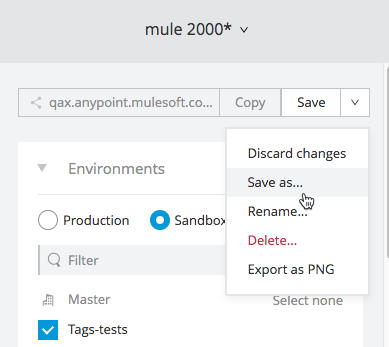 mule 2000*
qax.anypoint.mulesoft.co... Copy Save
Discard changes
Environments
Save as...
Production Sandbox
Rename...
Filter
Delete...
Export as PNG
Master Select none
Tags-tests